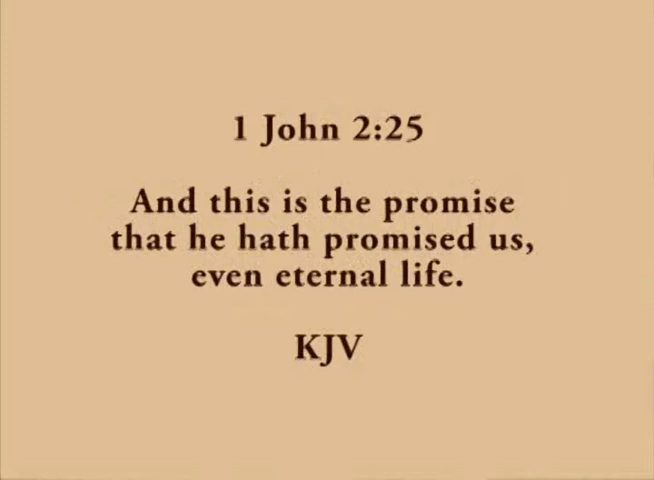 1 John 2:25
And this is the promise
that he hath promised us,
even eternal life.
KJV